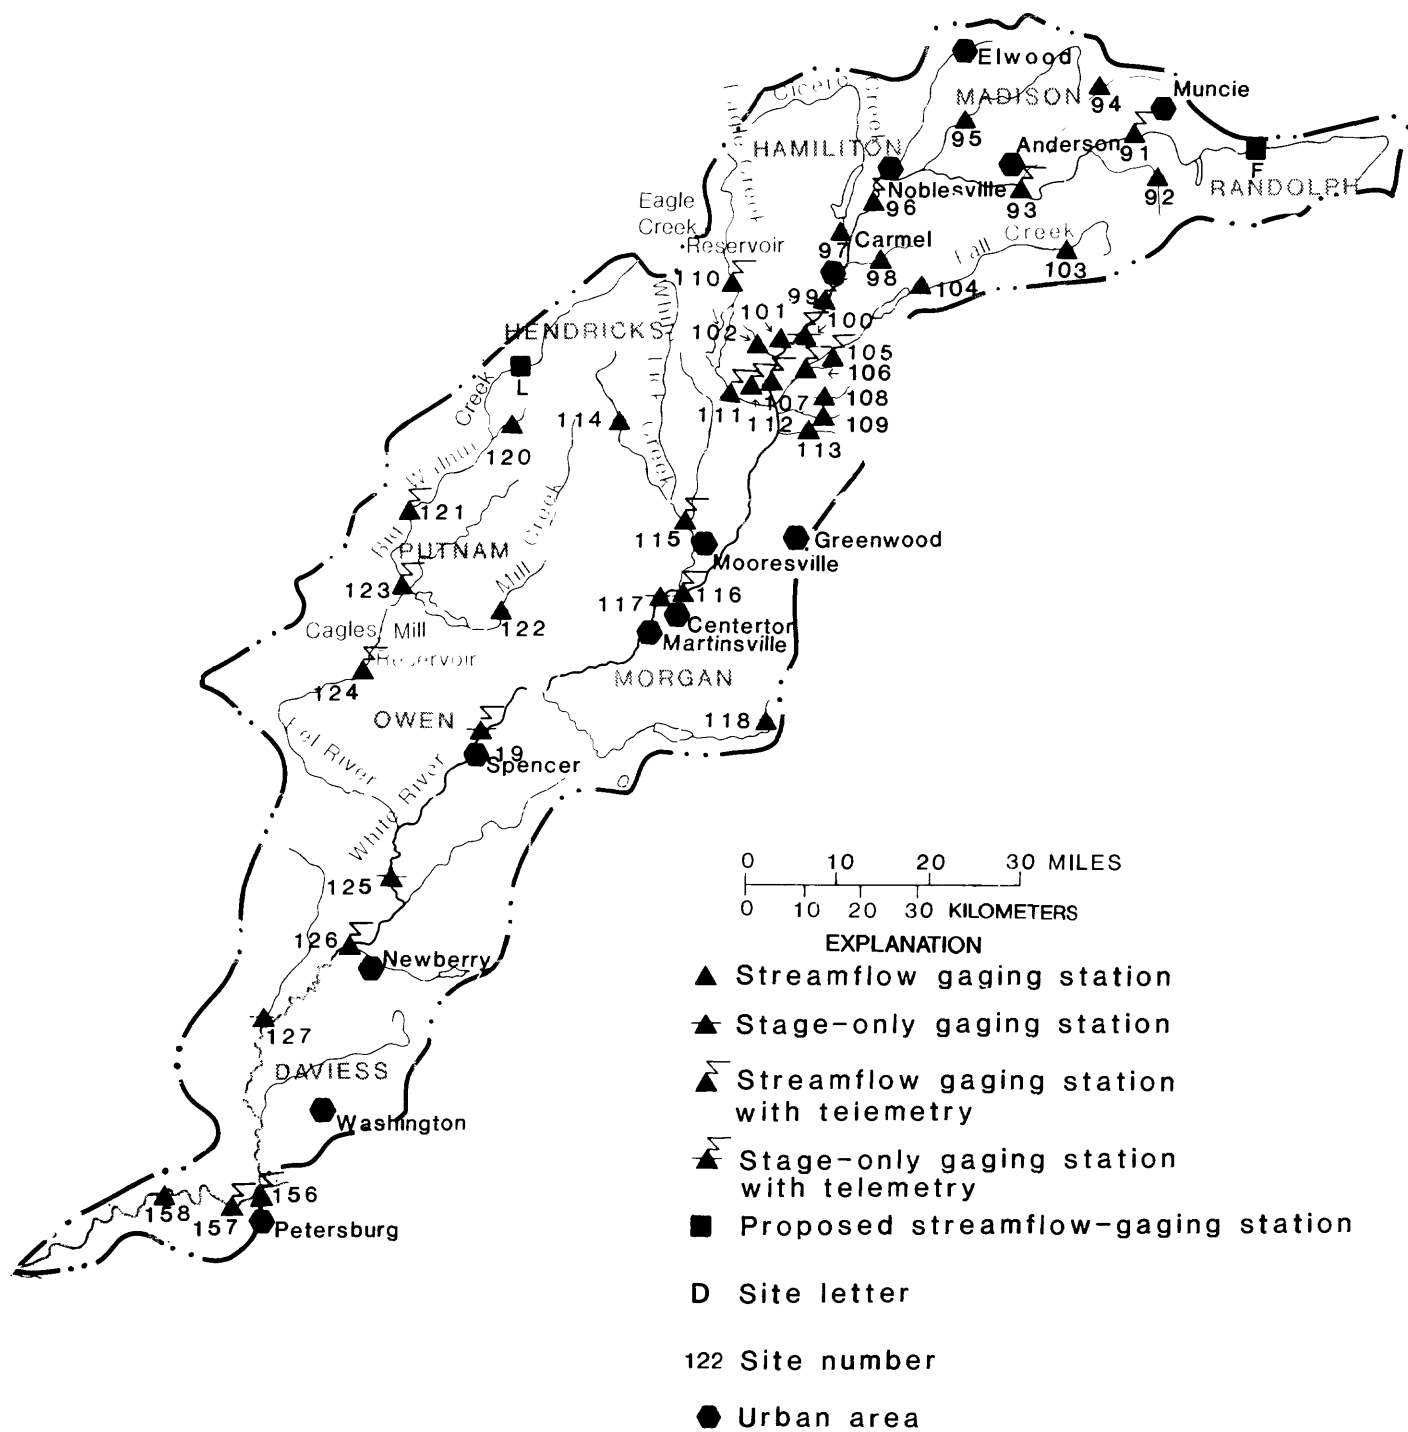 Elwood
MADISON
94
Muncie
Cicero
Creek
95
HAMILITON
Anderson
91
F
RANDOLPH
92
Noblesville
96
93
Eagle
Creek
Reservoir
Creek
97
Carmel
98
Fall Creek
103
104
110
99
101
100
102
HENDRICKS
105
106
L
Creek
111
107
108
112
109
113
114
Creek
120
121
PUTNAM
Mill Creek
115
Mooresville
Greenwood
123
122
117
116
Centerton
Martinsville
Cagles Mill
Reservoir
124
MORGAN
OWEN
118
19
Spencer
Eel River
White River
125
126
Newberry
127
DAVIESS
Washington
156
158
157
Petersburg
0 10 20 30 MILES
0 10 20 30 KILOMETERS
EXPLANATION
Streamflow gaging station
Stage-only gaging station
Streamflow gaging station
with telemetry
Stage-only gaging station
with telemetry
Proposed streamflow-gaging station
D Site letter
122 Site number
Urban area